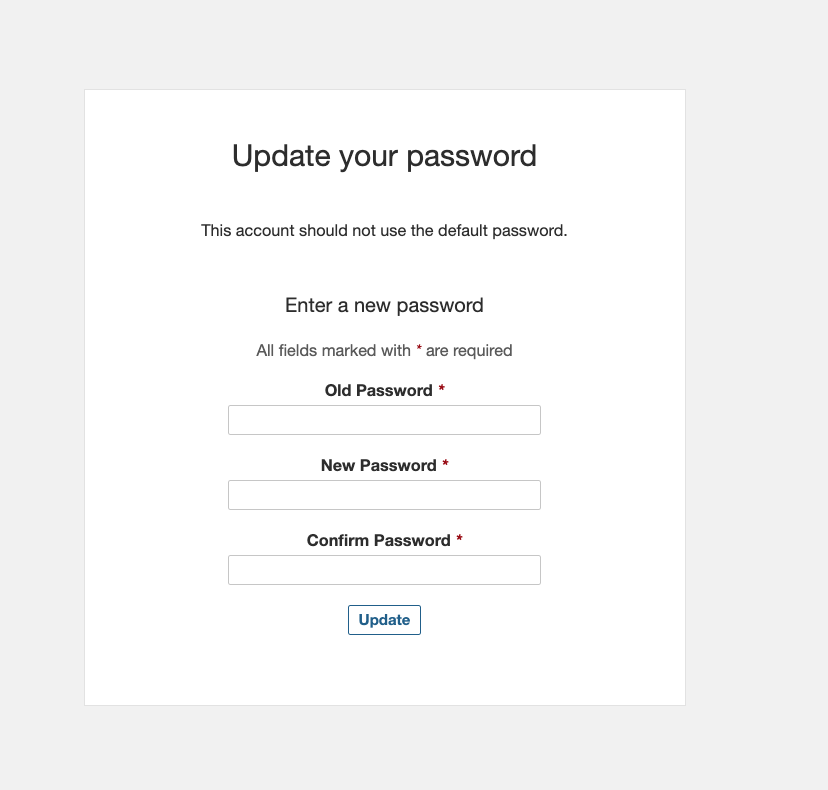 Update your password
This account should not use the default password.
Enter a new password
All fields marked with * are required
Old Password *
New Password *
Confirm Password *
Update